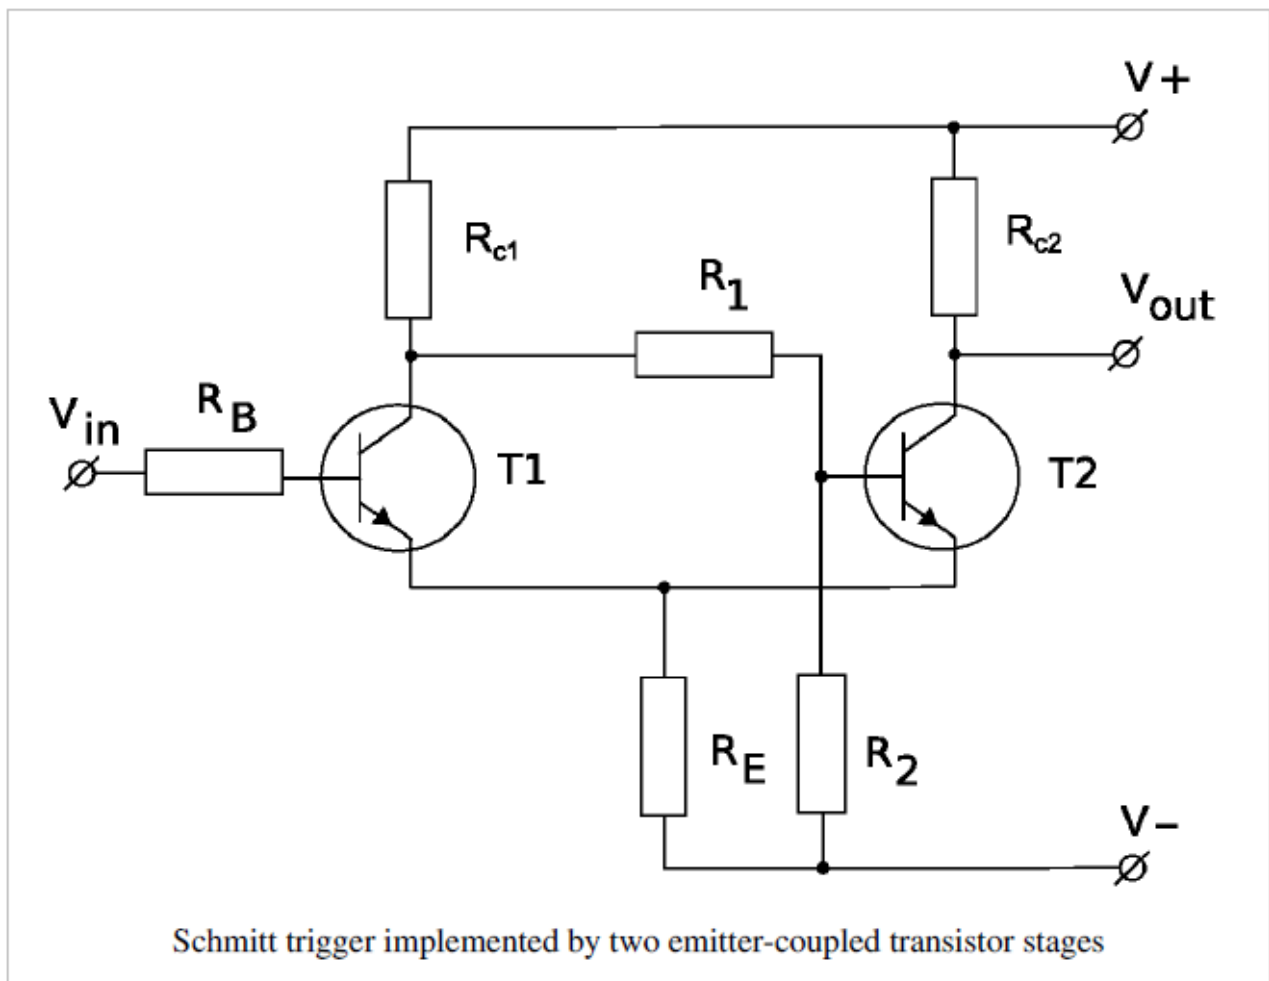 V+
Rc1
Rc2
R1
Vout
RB
Vin
T1
T2
RE
R2
V–
Schmitt trigger implemented by two emitter-coupled transistor stages